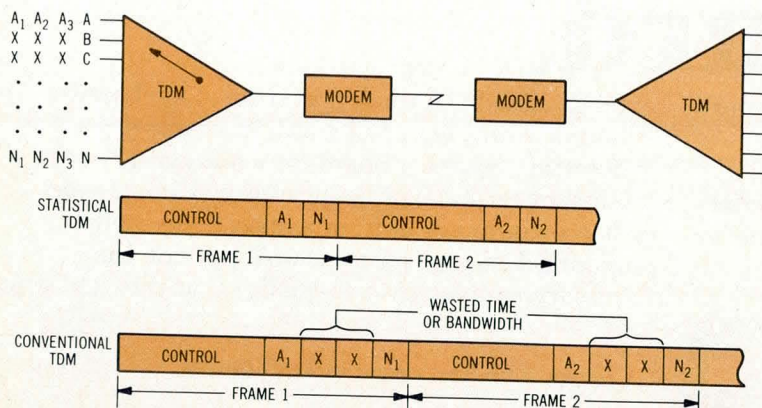 A₁ A₂ A₃ A
X X X B
X X X C
. . . .
. . . .
. . . .
N₁ N₂ N₃ N
TDM
MODEM
MODEM
TDM
STATISTICAL
TDM
CONTROL A₁ N₁ CONTROL A₂ N₂
FRAME 1 FRAME 2
WASTED TIME
OR BANDWIDTH
CONVENTIONAL
TDM
CONTROL A₁ X X N₁ CONTROL A₂ X X N₂
FRAME 1 FRAME 2